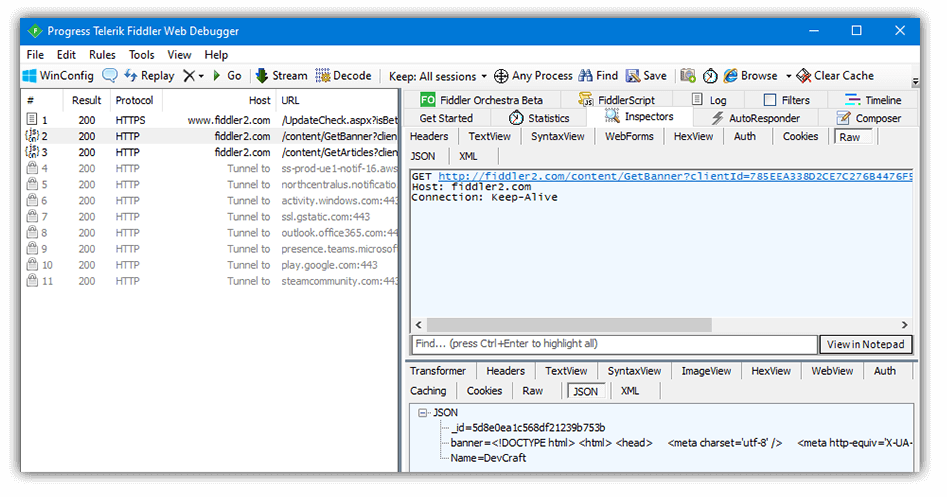 Progress Telerik Fiddler Web Debugger
File Edit Rules Tools View Help
WinConfig Replay Go Stream Decode Keep: All sessions Any Process Find Save Browse Clear Cache
# Result Protocol Host URL
1 200 HTTPS www.fiddler2.com /UpdateCheck.aspx?isBet
2 200 HTTP fiddler2.com /content/GetBanner?clien
3 200 HTTP fiddler2.com /content/GetArticles?clien
4 200 HTTP Tunnel to ss-prod-ue1-notif-16.aws
5 200 HTTP Tunnel to northcentralus.notificatio
6 200 HTTP Tunnel to activity.windows.com:443
7 200 HTTP Tunnel to ssl.gstatic.com:443
8 200 HTTP Tunnel to outlook.office365.com:443
9 200 HTTP Tunnel to presence.teams.microsof
10 200 HTTP Tunnel to play.google.com:443
11 200 HTTP Tunnel to steamcommunity.com:443
FO Fiddler Orchestra Beta FiddlerScript Log Filters Timeline
Get Started Statistics Inspectors AutoResponder Composer
Headers TextView SyntaxView WebForms HexView Auth Cookies Raw
JSON XML
GET http://fiddler2.com/content/GetBanner?clientId=785EEA338D2CE7C276B4476F9
Host: fiddler2.com
Connection: Keep-Alive
Find... (press Ctrl+Enter to highlight all) View in Notepad
Transformer Headers TextView SyntaxView ImageView HexView WebView Auth
Caching Cookies Raw JSON XML
JSON
_id=5d8e0ea1c568df21239b753b
banner=<!DOCTYPE html> <html> <head> <meta charset='utf-8' /> <meta http-equiv='X-UA-
Name=DevCraft